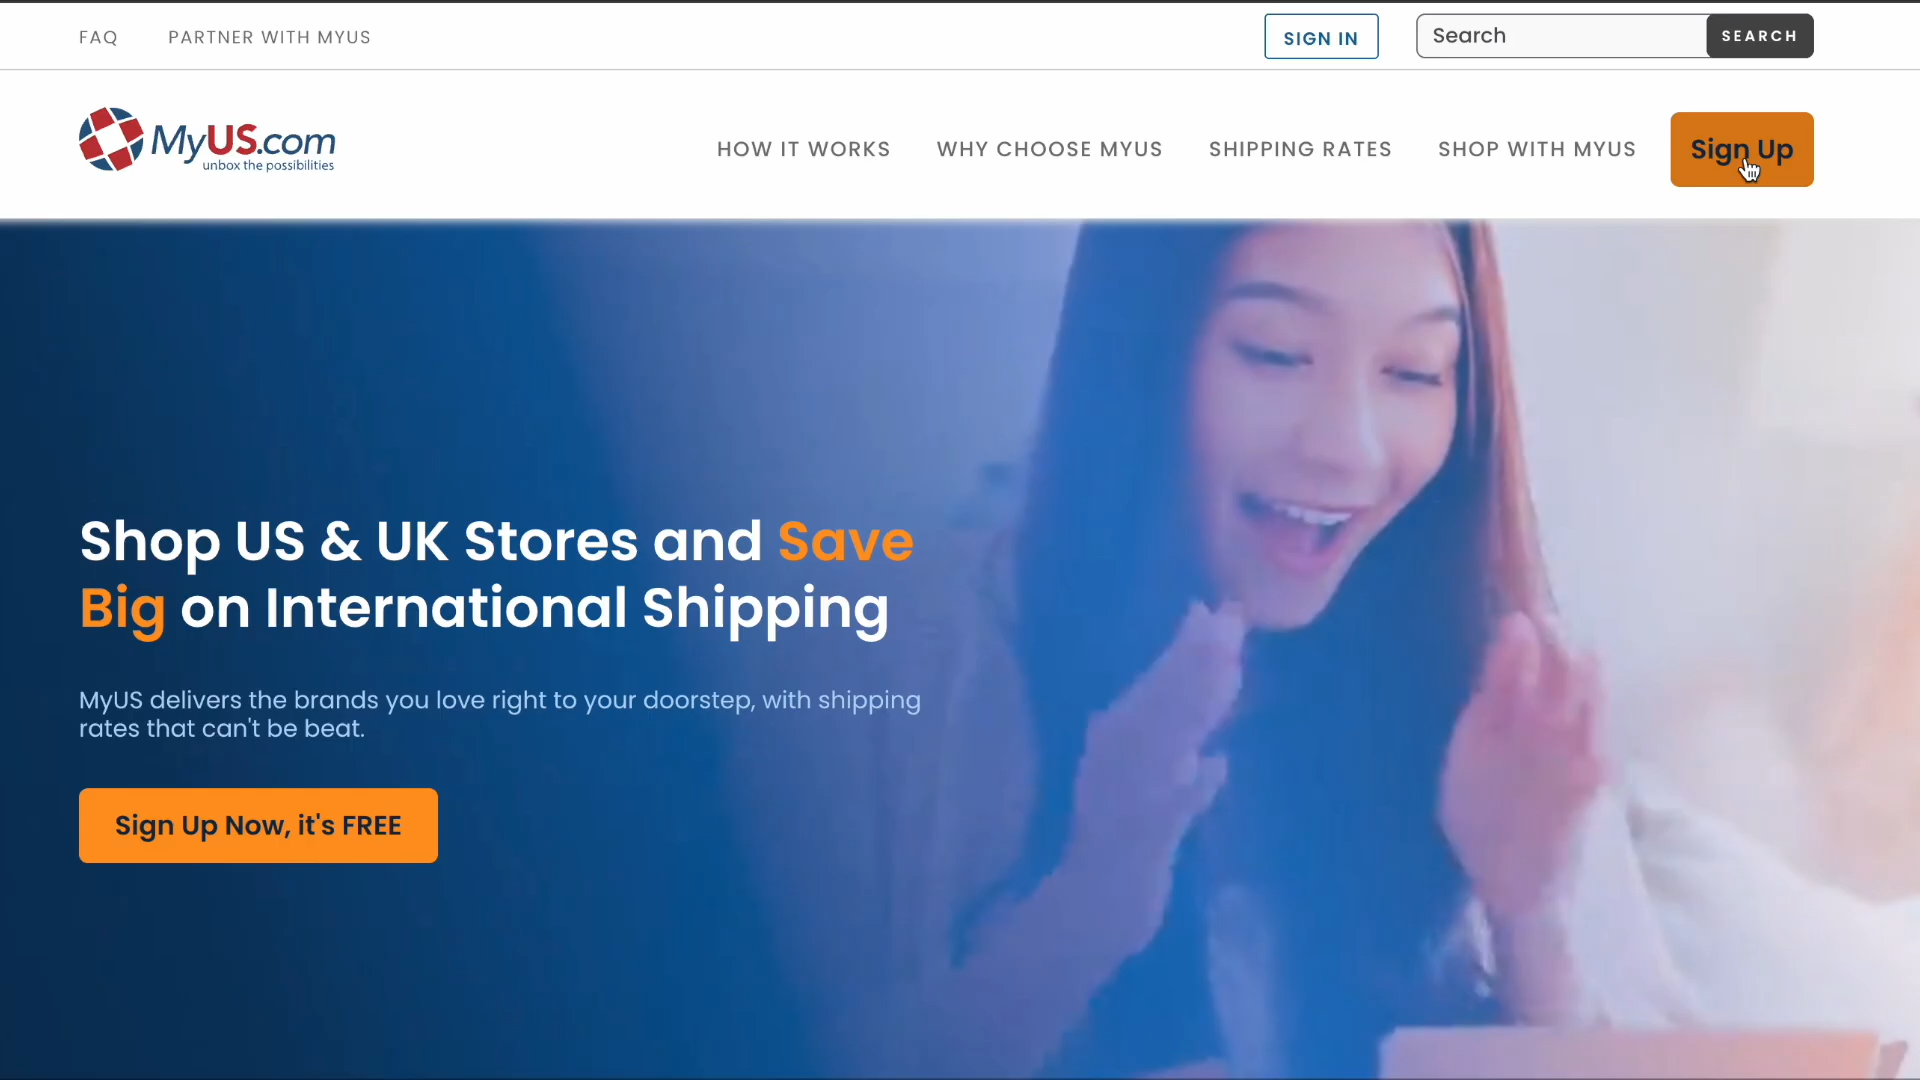 FAQ
PARTNER WITH MYUS
SIGN IN
Search
SEARCH
MyUS.com
unbox the possibilities
HOW IT WORKS
WHY CHOOSE MYUS
SHIPPING RATES
SHOP WITH MYUS
Sign Up
Shop US & UK Stores and Save
Big on International Shipping
MyUS delivers the brands you love right to your doorstep, with shipping
rates that can't be beat.
Sign Up Now, it's FREE